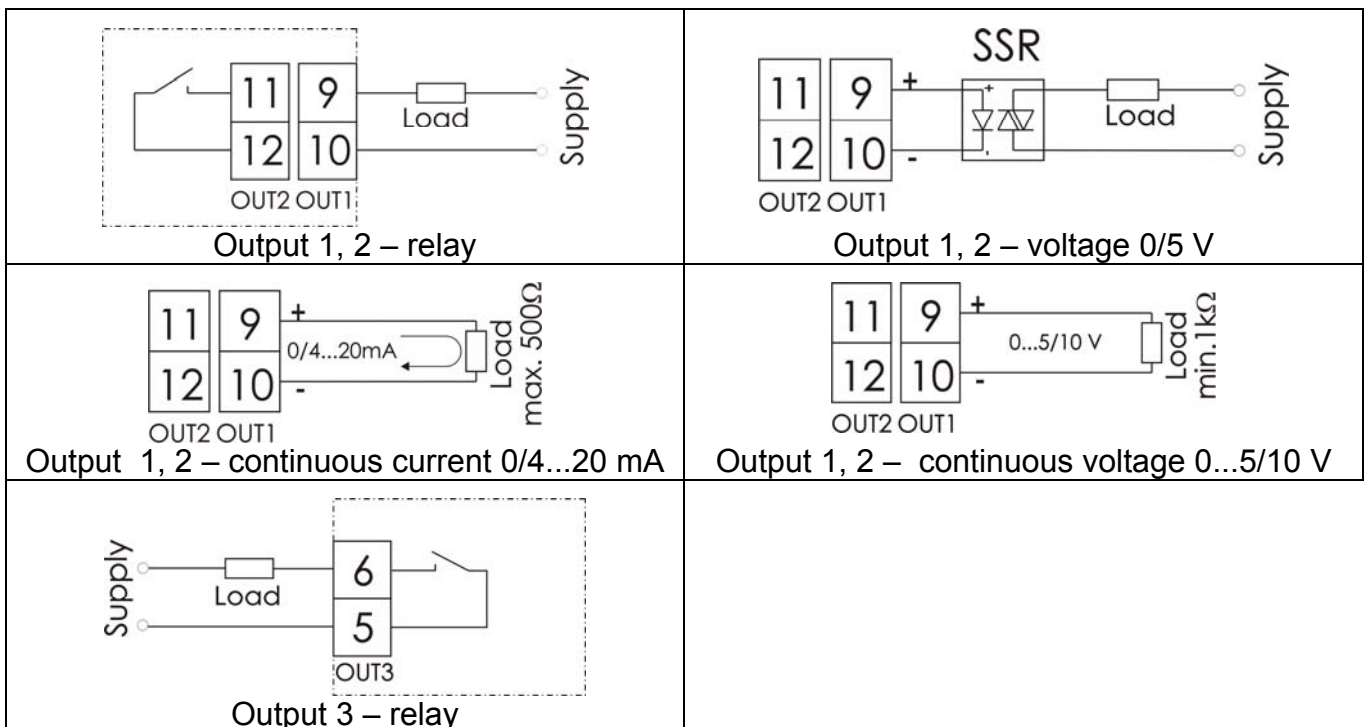 11 9
Load
12 10
OUT2 OUT1
Supply
Output 1, 2 – relay
SSR
11 9 +
+
Load
12 10 -
-
OUT2 OUT1
Supply
Output 1, 2 – voltage 0/5 V
11 9 +
0/4...20mA
12 10 -
OUT2 OUT1
Load
max. 500Ω
Output 1, 2 – continuous current 0/4...20 mA
11 9 +
0...5/10 V
12 10 -
OUT2 OUT1
Load
min.1kΩ
Output 1, 2 – continuous voltage 0...5/10 V
Supply
6
Load
5
OUT3
Output 3 – relay